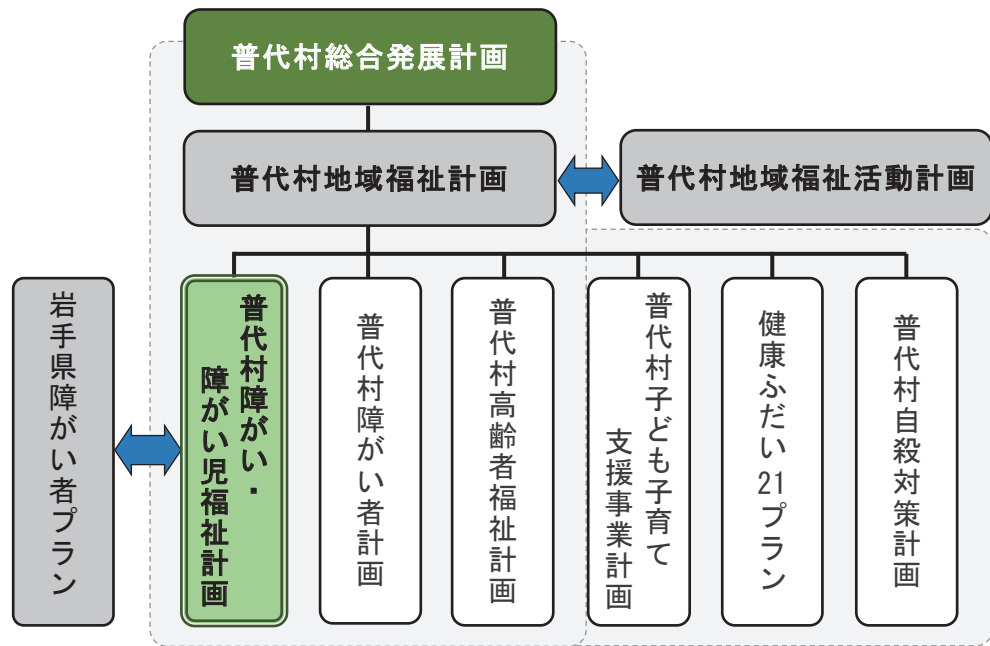 普代村総合発展計画
普代村地域福祉計画
普代村地域福祉活動計画
岩手県障がい者プラン
普代村障がい・
障がい児福祉計画
普代村障がい者計画
普代村高齢者福祉計画
普代村子ども子育て
支援事業計画
健康ふだい21プラン
普代村自殺対策計画